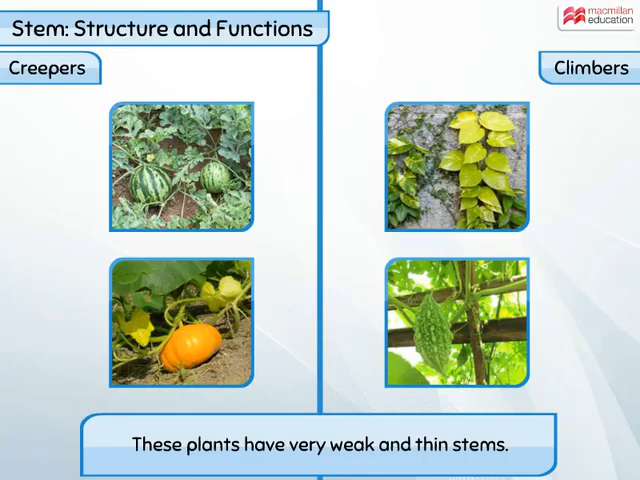 Stem: Structure and Functions
macmillan
education
Creepers
Climbers
These plants have very weak and thin stems.